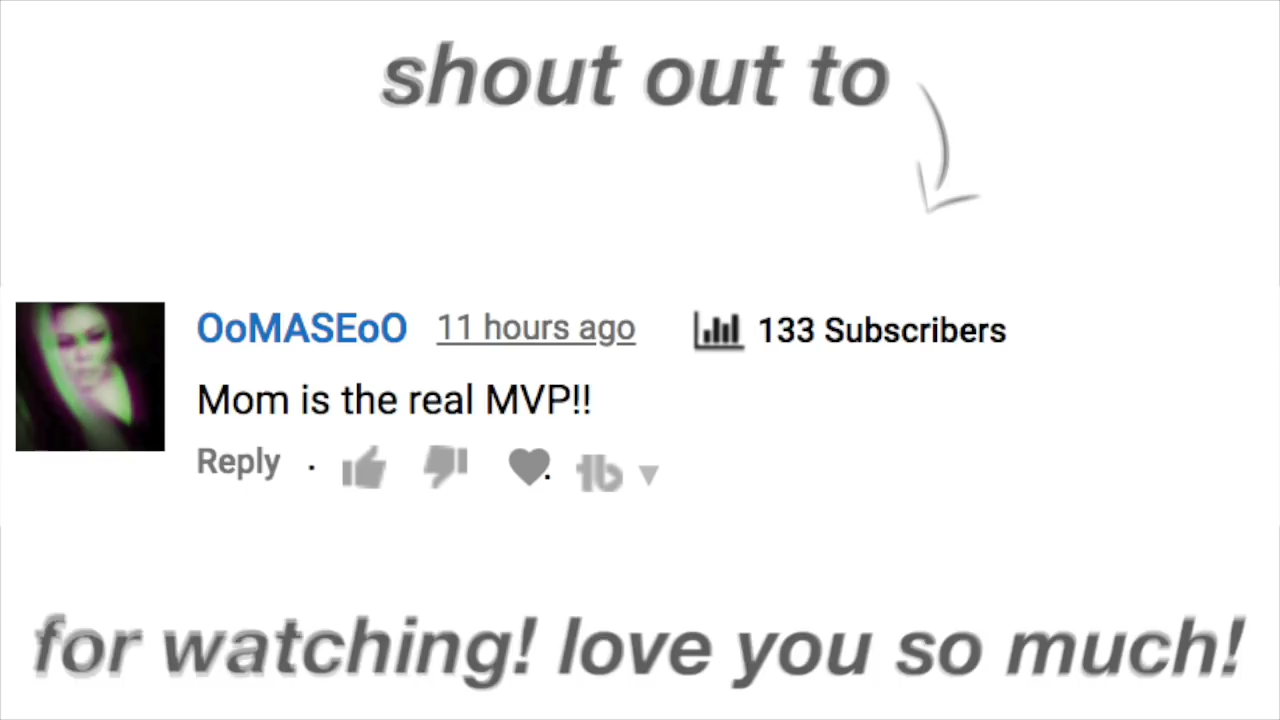 shout out to
OoMASEoO 11 hours ago 133 Subscribers
Mom is the real MVP!!
Reply
for watching! love you so much!